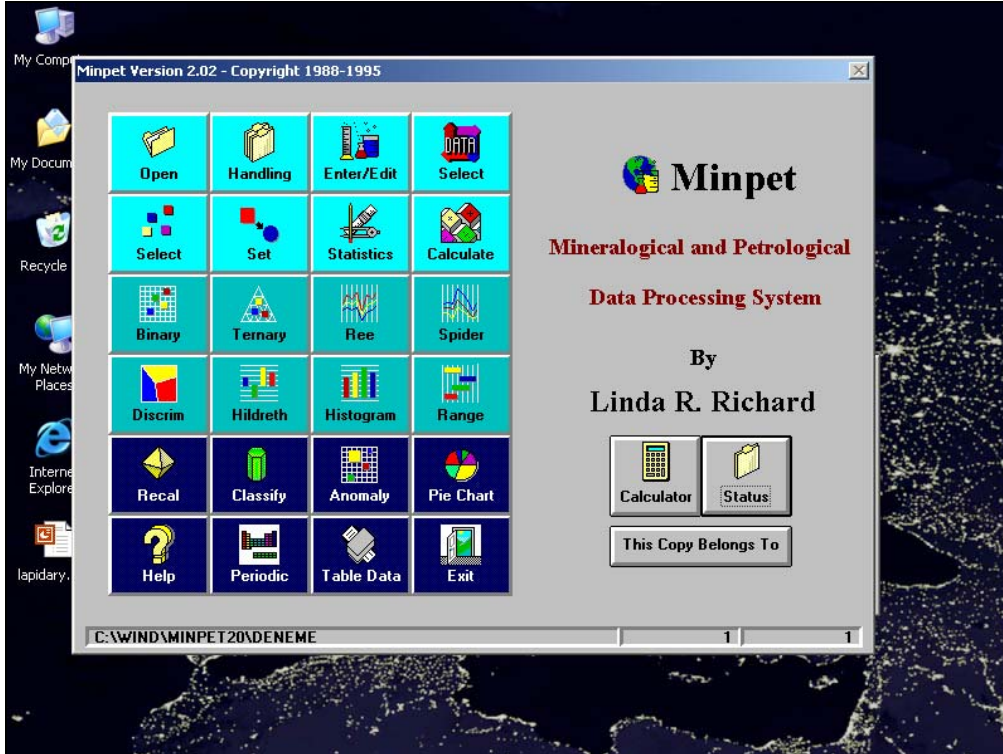 My Comp
My Docum
Recycle
My Netw
Places
Interne
Explore
lapidary.
Minpet Version 2.02 - Copyright 1988-1995
Open
Handling
Enter/Edit
DATA
Select
Select
Set
Statistics
Calculate
Binary
Ternary
Ree
Spider
Discrim
Hildreth
Histogram
Range
Recal
Classify
Anomaly
Pie Chart
Help
Periodic
Table Data
Exit
Minpet
Mineralogical and Petrological
Data Processing System
By
Linda R. Richard
Calculator
Status
This Copy Belongs To
C:\WIND\MINPET20\DENEME
1
1